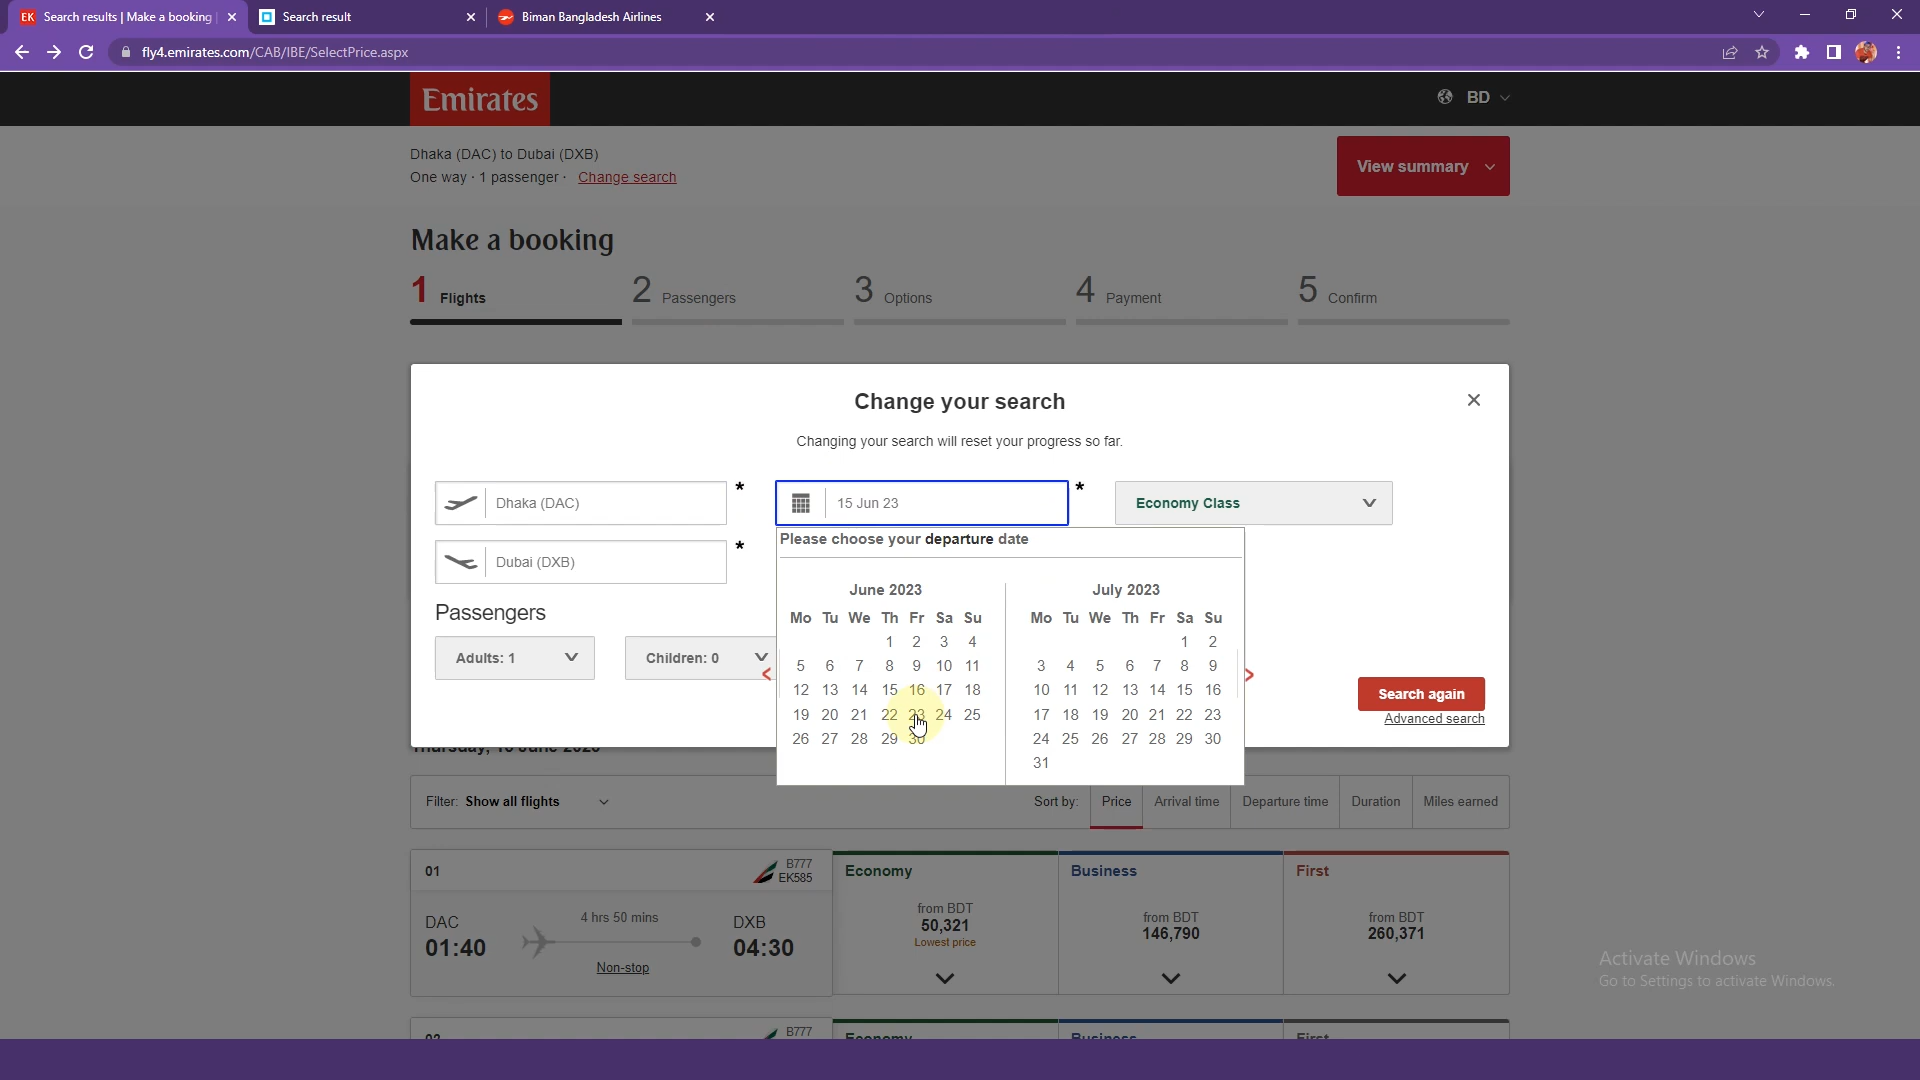 Search results | Make a booking
Search result
Biman Bangladesh Airlines
fly4.emirates.com/CAB/IBE/SelectPrice.aspx
Emirates
BD
Dhaka (DAC) to Dubai (DXB)
One way · 1 passenger · Change search
View summary
Make a booking
1 Flights
2 Passengers
3 Options
4 Payment
5 Confirm
Change your search
Changing your search will reset your progress so far.
Dhaka (DAC) *
15 Jun 23 *
Economy Class
Dubai (DXB) *
Please choose your departure date
June 2023
July 2023
Mo Tu We Th Fr Sa Su
1 2 3 4
5 6 7 8 9 10 11
12 13 14 15 16 17 18
19 20 21 22 23 24 25
26 27 28 29 30
Mo Tu We Th Fr Sa Su
1 2
3 4 5 6 7 8 9
10 11 12 13 14 15 16
17 18 19 20 21 22 23
24 25 26 27 28 29 30
31
Passengers
Adults: 1
Children: 0
Search again
Advanced search
Filter: Show all flights
Sort by: Price Arrival time Departure time Duration Miles earned
01
B777
EK585
DAC
01:40
4 hrs 50 mins
Non-stop
DXB
04:30
Economy
from BDT
50,321
Lowest price
Business
from BDT
146,790
First
from BDT
260,371
Activate Windows
Go to Settings to activate Windows.
B777
Economy
Business
First